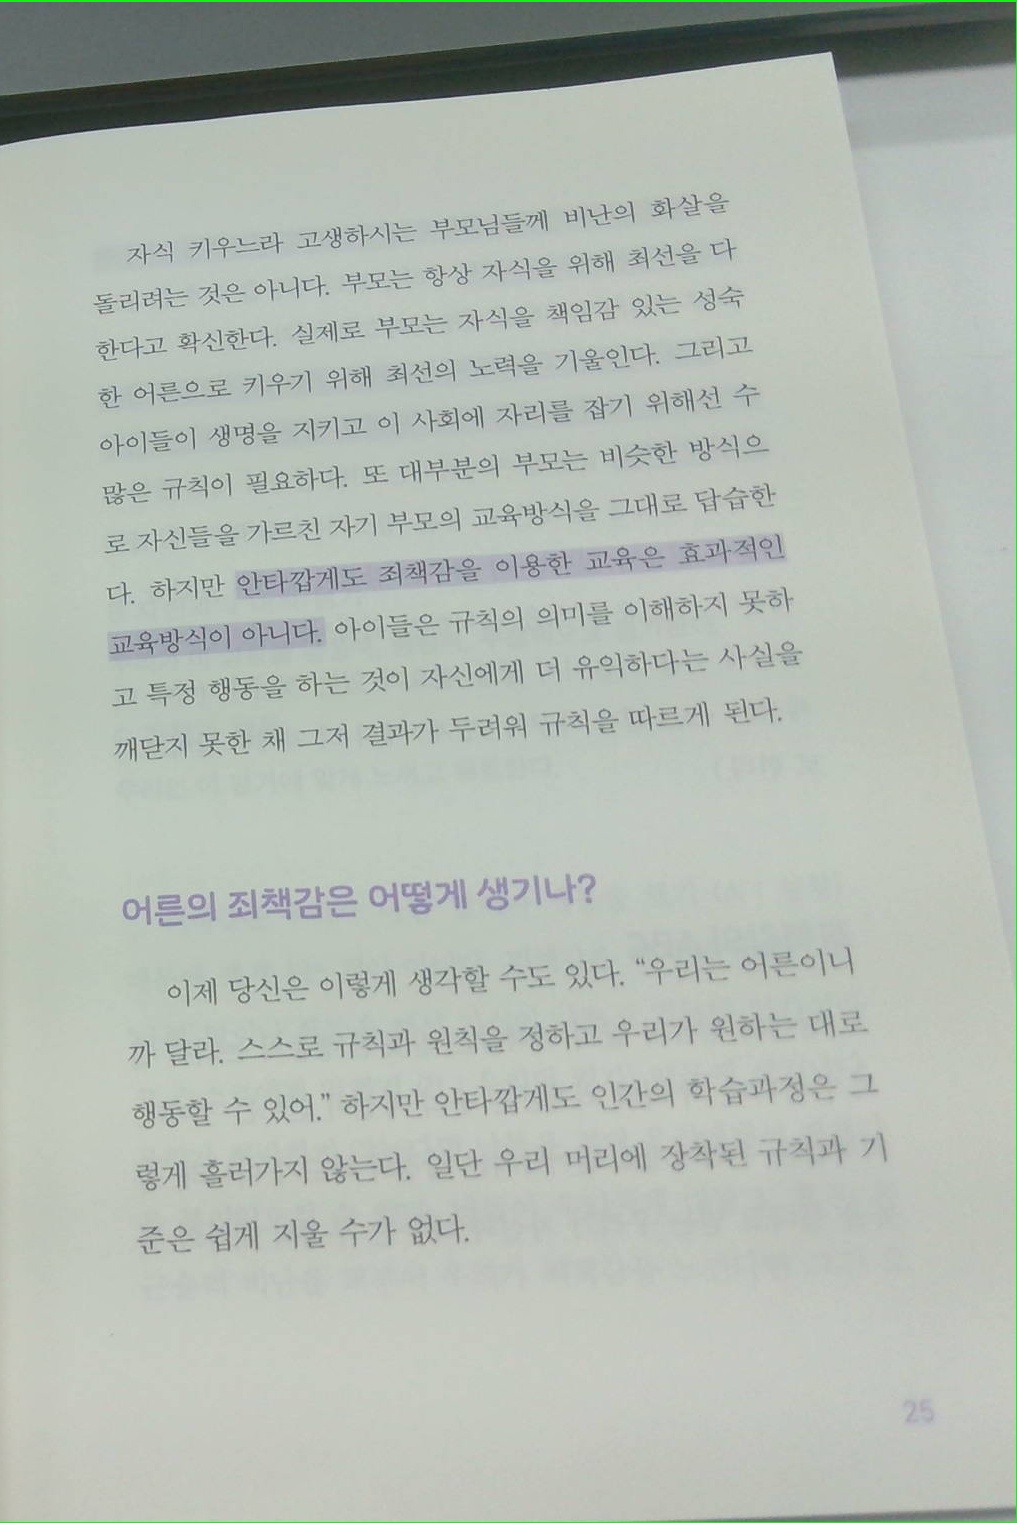 자식 키우느라 고생하시는 부모님들께 비난의 화살을
돌리려는 것은 아니다. 부모는 항상 자식을 위해 최선을 다
한다고 확신한다. 실제로 부모는 자식을 책임감 있는 성숙
한 어른으로 키우기 위해 최선의 노력을 기울인다. 그리고
아이들이 생명을 지키고 이 사회에 자리를 잡기 위해선 수
많은 규칙이 필요하다. 또 대부분의 부모는 비슷한 방식으
로 자신들을 가르친 자기 부모의 교육방식을 그대로 답습한
다. 하지만 안타깝게도 죄책감을 이용한 교육은 효과적인
교육방식이 아니다. 아이들은 규칙의 의미를 이해하지 못하
고 특정 행동을 하는 것이 자신에게 더 유익하다는 사실을
깨닫지 못한 채 그저 결과가 두려워 규칙을 따르게 된다.
어른의 죄책감은 어떻게 생기나?
이제 당신은 이렇게 생각할 수도 있다. “우리는 어른이니
까 달라. 스스로 규칙과 원칙을 정하고 우리가 원하는 대로
행동할 수 있어.” 하지만 안타깝게도 인간의 학습과정은 그
렇게 흘러가지 않는다. 일단 우리 머리에 장착된 규칙과 기
준은 쉽게 지울 수가 없다.
25